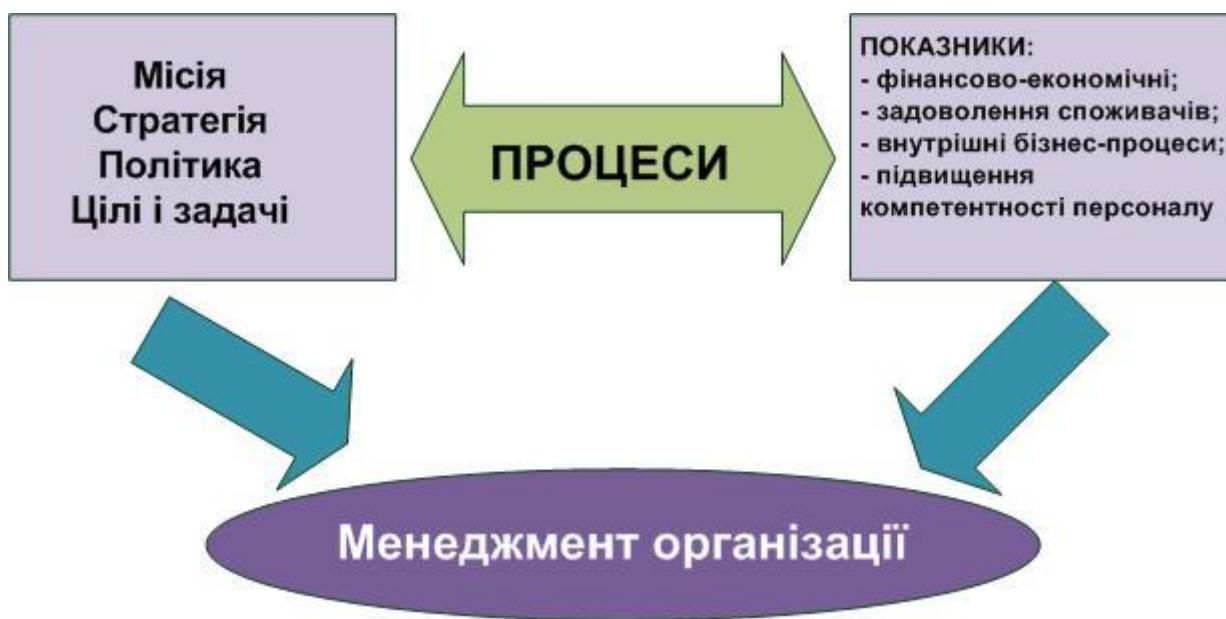 Місія
Стратегія
Політика
Цілі і задачі
ПРОЦЕСИ
ПОКАЗНИКИ:
- фінансово-економічні;
- задоволення споживачів;
- внутрішні бізнес-процеси;
- підвищення
компетентності персоналу
Менеджмент організації